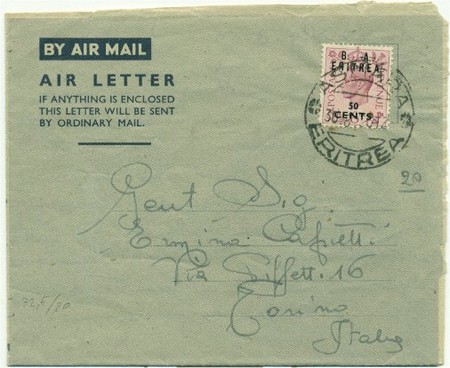 BY AIR MAIL
AIR LETTER
IF ANYTHING IS ENCLOSED
THIS LETTER WILL BE SENT
BY ORDINARY MAIL.
B. A.
ERITREA
50
CENTS
ERITREA
20
Gent Sig.
Ermina
Via 16
Torino
Italy